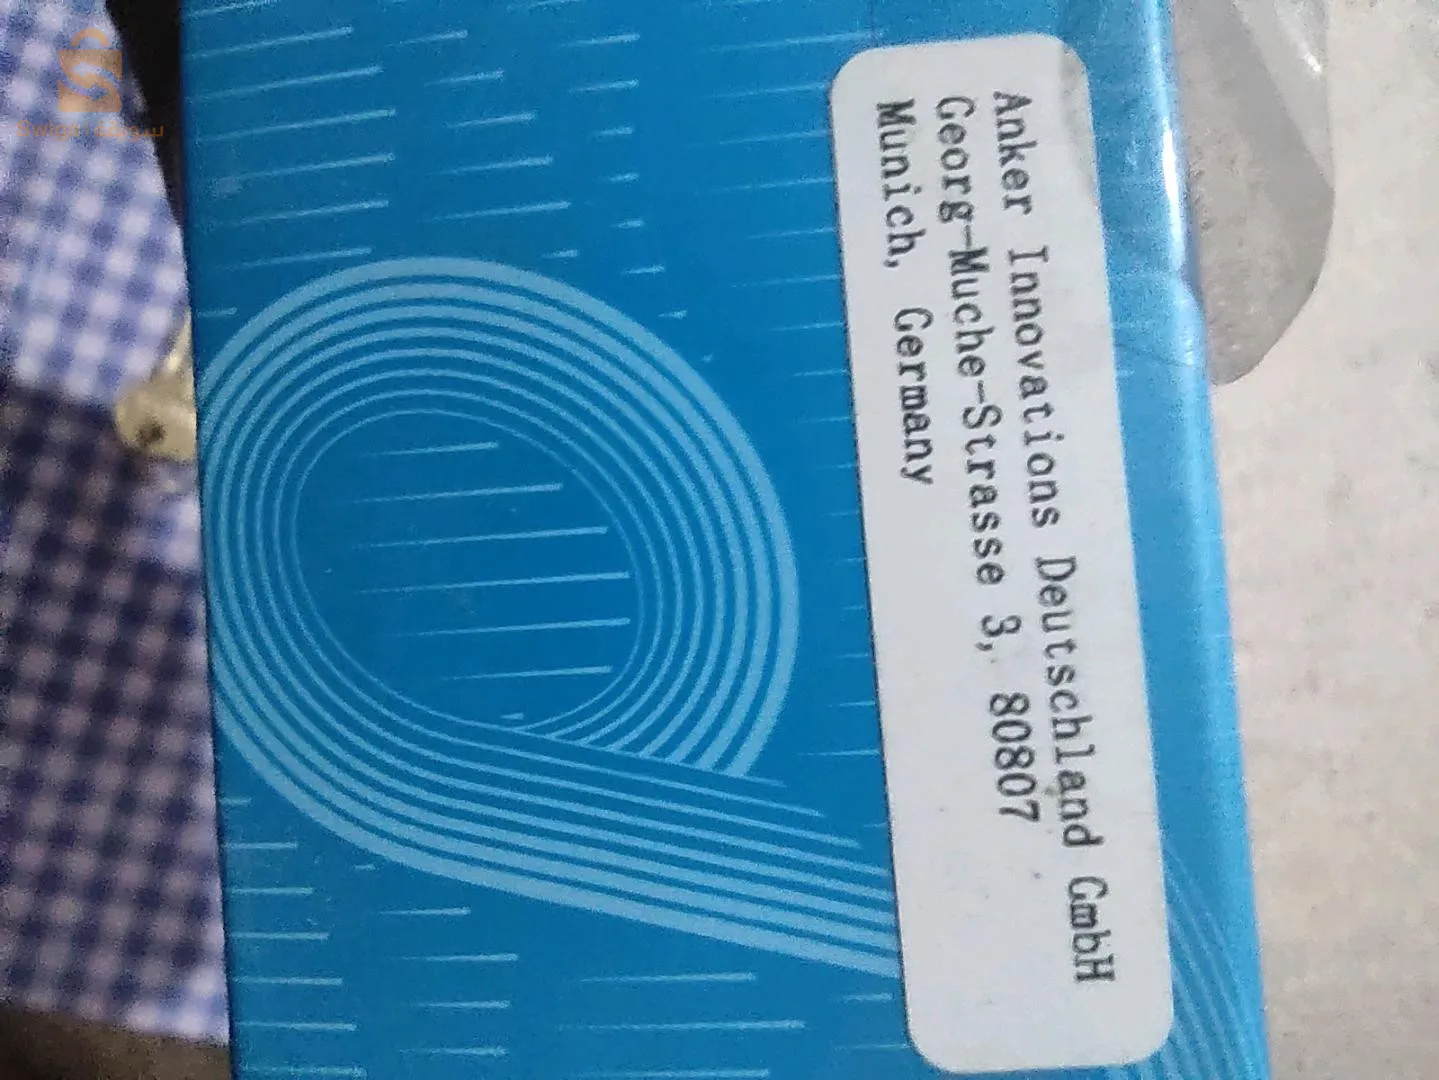 Anker Innovations Deutschland GmbH
Georg-Muche-Strasse 3, 80807
Munich, Germany